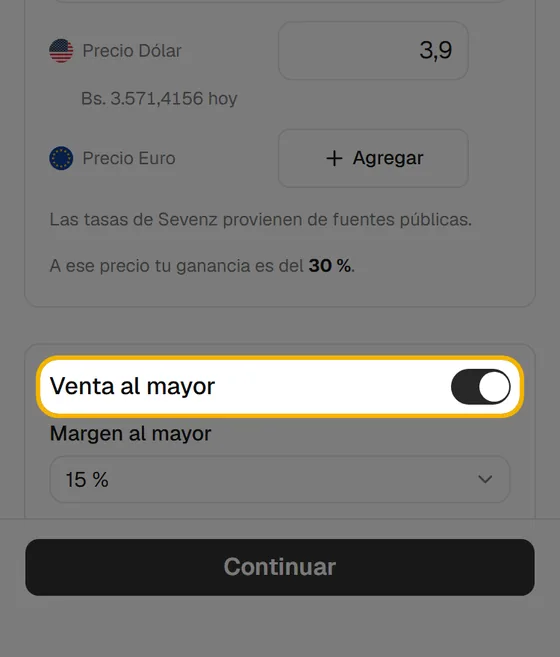 Precio Dólar
3,9
Bs. 3.571,4156 hoy
Precio Euro
+ Agregar
Las tasas de Sevenz provienen de fuentes públicas.
A ese precio tu ganancia es del 30 %.
Venta al mayor
Margen al mayor
15 %
Continuar